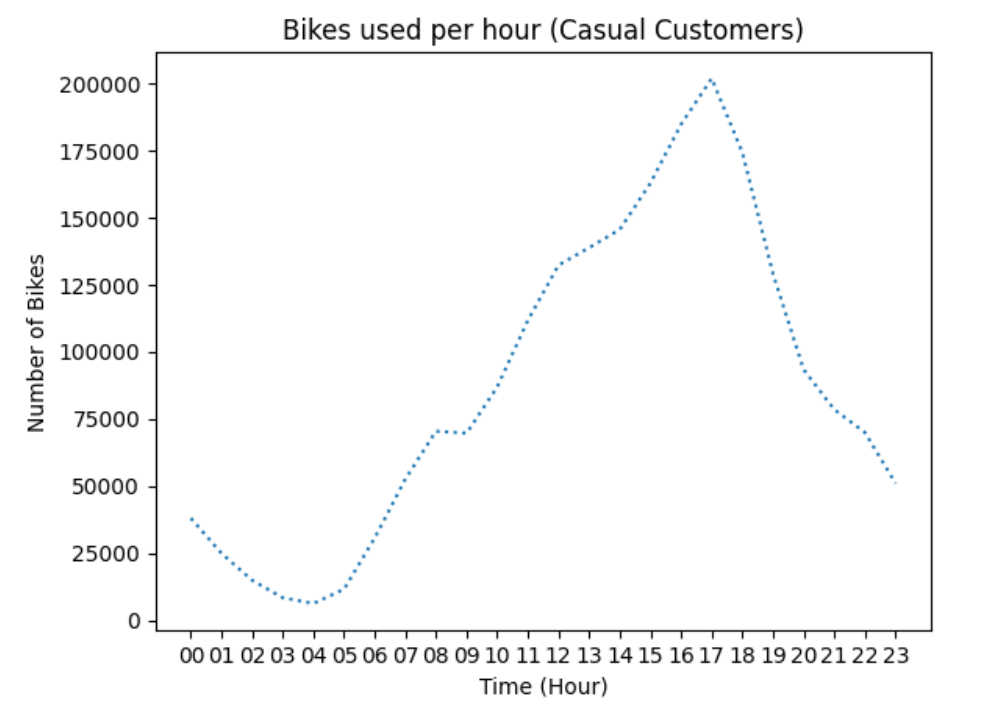 Bikes used per hour (Casual Customers)
200000
175000
150000
125000
100000
75000
50000
25000
0
Number of Bikes
00 01 02 03 04 05 06 07 08 09 10 11 12 13 14 15 16 17 18 19 20 21 22 23
Time (Hour)